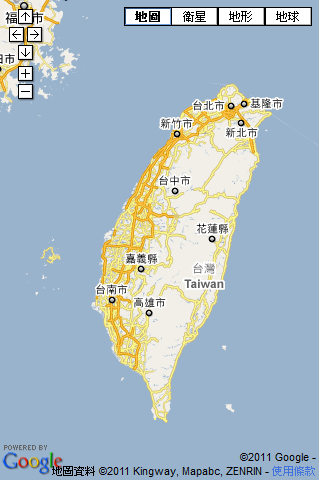 地圖 衛星 地形 地球
福 市
田市
台北市
基隆市
新北市
新竹市
台中市
花蓮縣
台灣
Taiwan
嘉義縣
台南市
高雄市
POWERED BY
Google
©2011 Google -
地圖資料 ©2011 Kingway, Mapabc, ZENRIN - 使用條款